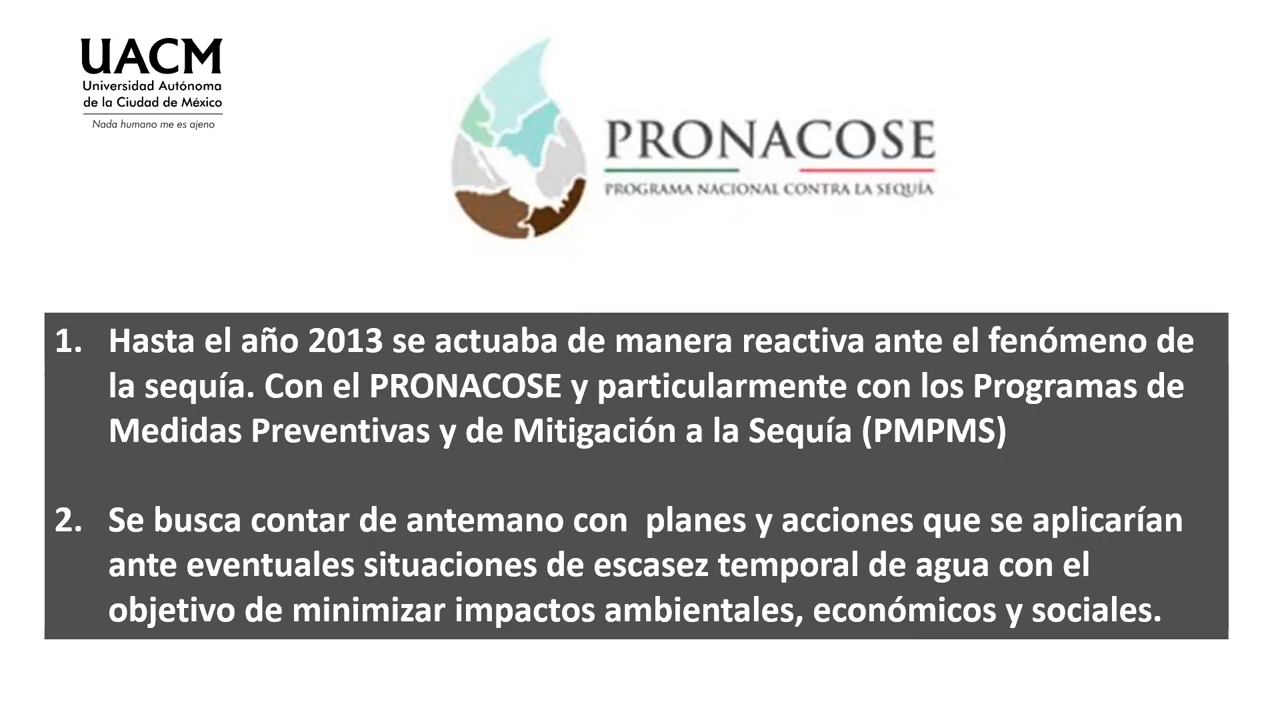 UACM
Universidad Autónoma
de la Ciudad de México
Nada humano me es ajeno
PRONACOSE
PROGRAMA NACIONAL CONTRA LA SEQUÍA
1. Hasta el año 2013 se actuaba de manera reactiva ante el fenómeno de
la sequía. Con el PRONACOSE y particularmente con los Programas de
Medidas Preventivas y de Mitigación a la Sequía (PMPMS)
2. Se busca contar de antemano con  planes y acciones que se aplicarían
ante eventuales situaciones de escasez temporal de agua con el
objetivo de minimizar impactos ambientales, económicos y sociales.